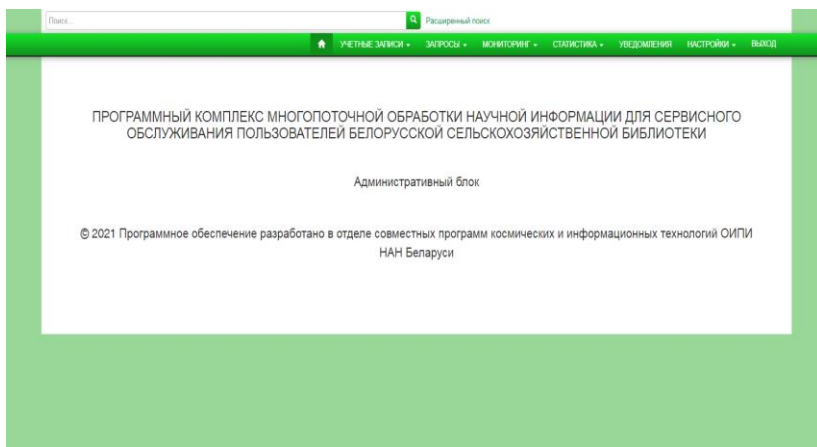 Поиск...
Расширенный поиск
УЧЕТНЫЕ ЗАПИСИ ЗАПРОСЫ МОНИТОРИНГ СТАТИСТИКА УВЕДОМЛЕНИЯ НАСТРОЙКИ ВЫХОД
ПРОГРАММНЫЙ КОМПЛЕКС МНОГОПОТОЧНОЙ ОБРАБОТКИ НАУЧНОЙ ИНФОРМАЦИИ ДЛЯ СЕРВИСНОГО
ОБСЛУЖИВАНИЯ ПОЛЬЗОВАТЕЛЕЙ БЕЛОРУССКОЙ СЕЛЬСКОХОЗЯЙСТВЕННОЙ БИБЛИОТЕКИ
Административный блок
© 2021 Программное обеспечение разработано в отделе совместных программ космических и информационных технологий ОИПИ
НАН Беларуси